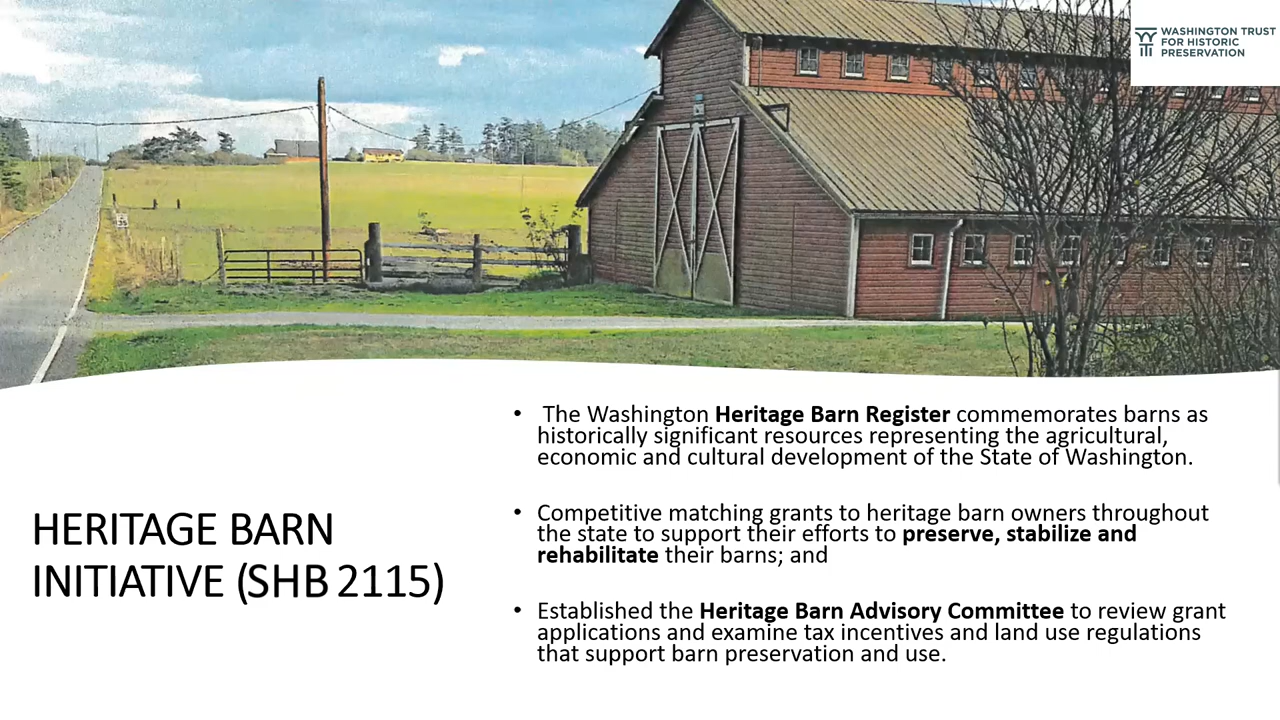 WASHINGTON TRUST
FOR HISTORIC
PRESERVATION
HERITAGE BARN
INITIATIVE (SHB 2115)
• The Washington Heritage Barn Register commemorates barns as
historically significant resources representing the agricultural,
economic and cultural development of the State of Washington.
• Competitive matching grants to heritage barn owners throughout
the state to support their efforts to preserve, stabilize and
rehabilitate their barns; and
• Established the Heritage Barn Advisory Committee to review grant
applications and examine tax incentives and land use regulations
that support barn preservation and use.